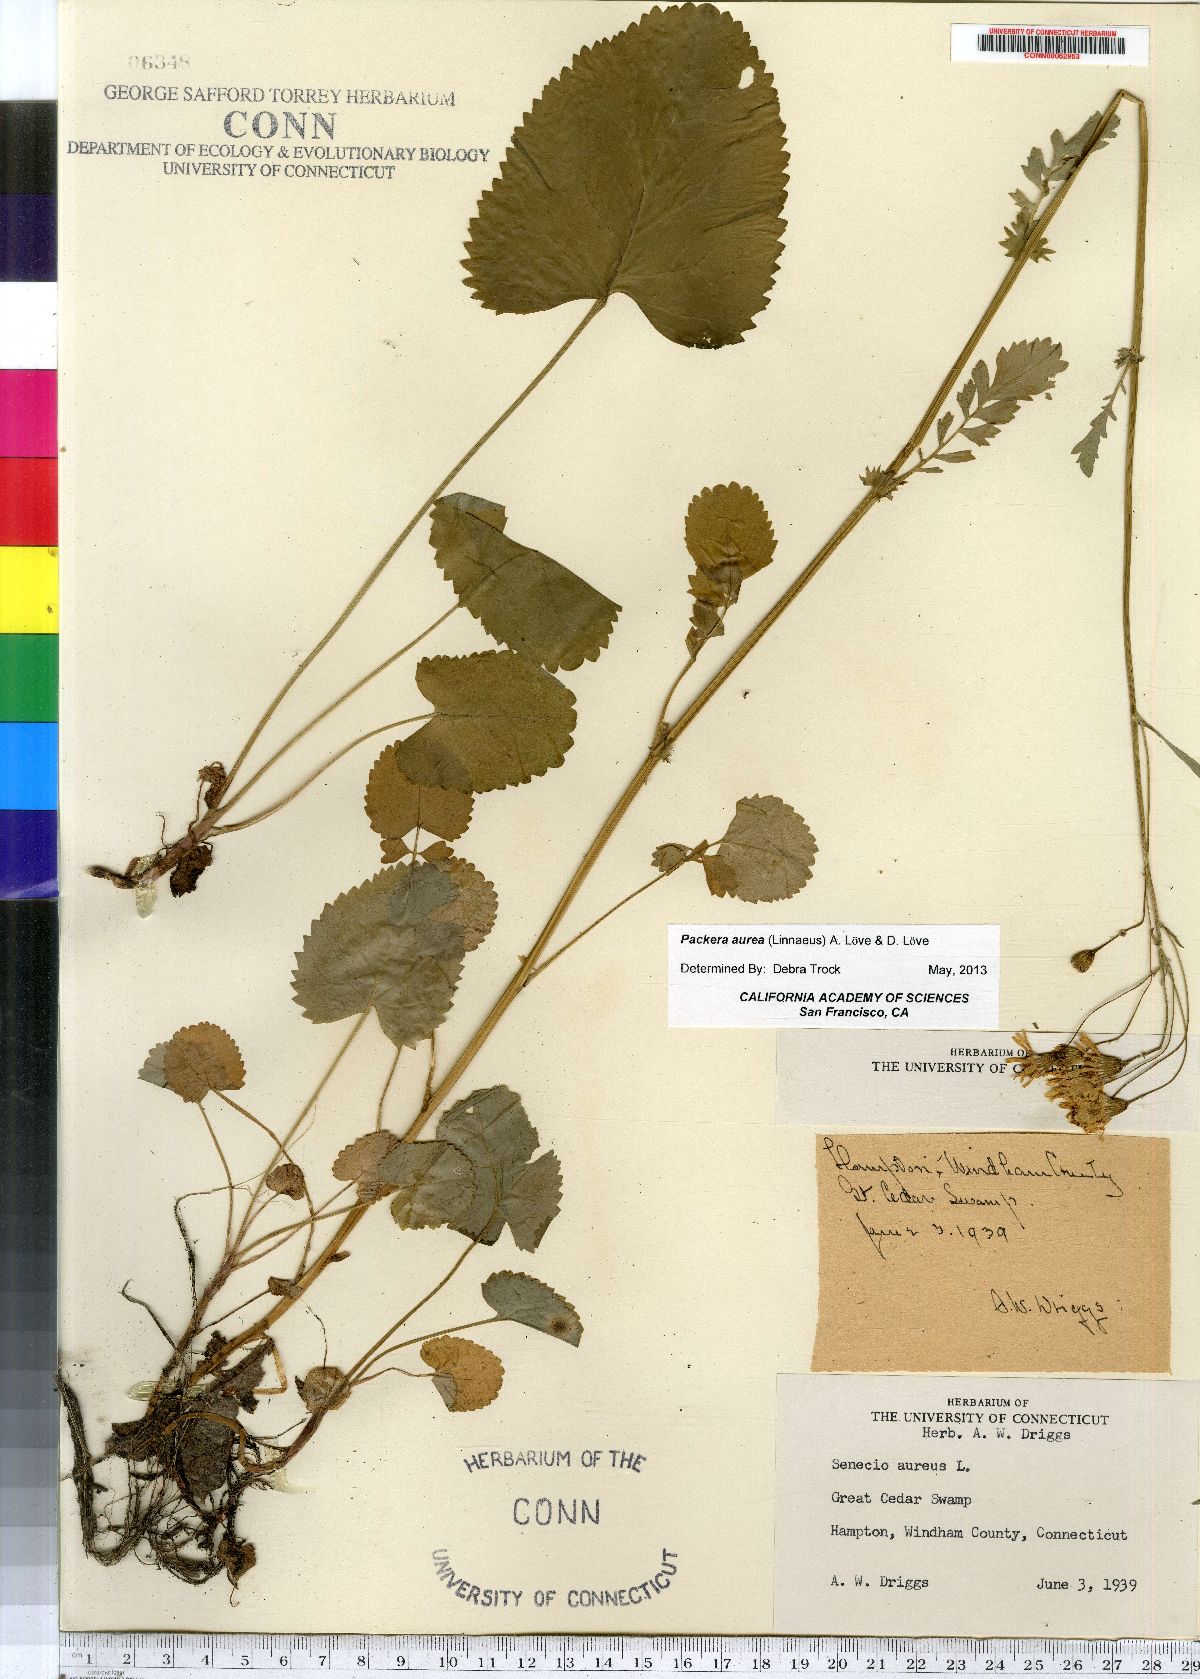 UNIVERSITY OF CONNECTICUT HERBARIUM
CONN00062983
06348
GEORGE SAFFORD TORREY HERBARIUM
CONN
DEPARTMENT OF ECOLOGY & EVOLUTIONARY BIOLOGY
UNIVERSITY OF CONNECTICUT
Packera aurea (Linnaeus) A. Löve & D. Löve
Determined By: Debra Trock May, 2013
CALIFORNIA ACADEMY OF SCIENCES
San Francisco, CA
HERBARIUM OF
THE UNIVERSITY OF
Hampton, Windham County
Gt. Cedar Swamp.
June 3. 1939
A.W. Driggs
HERBARIUM OF
THE UNIVERSITY OF CONNECTICUT
Herb. A. W. Driggs
Senecio aureus L.
Great Cedar Swamp
Hampton, Windham County, Connecticut
A. W. Driggs June 3, 1939
HERBARIUM OF THE
CONN
UNIVERSITY OF CONNECTICUT
cm 1 2 3 4 5 6 7 8 9 10 11 12 13 14 15 16 17 18 19 20 21 22 23 24 25 26 27 28 29